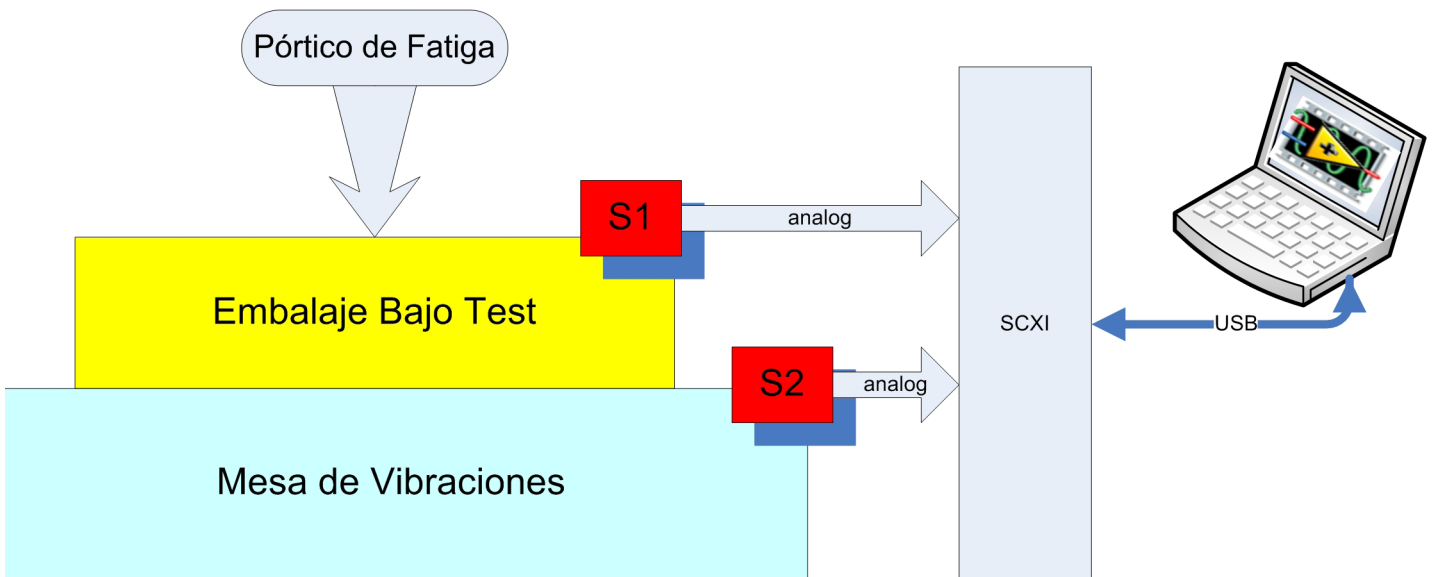 Pórtico de Fatiga
S1
analog
Embalaje Bajo Test
SCXI
USB
S2
analog
Mesa de Vibraciones